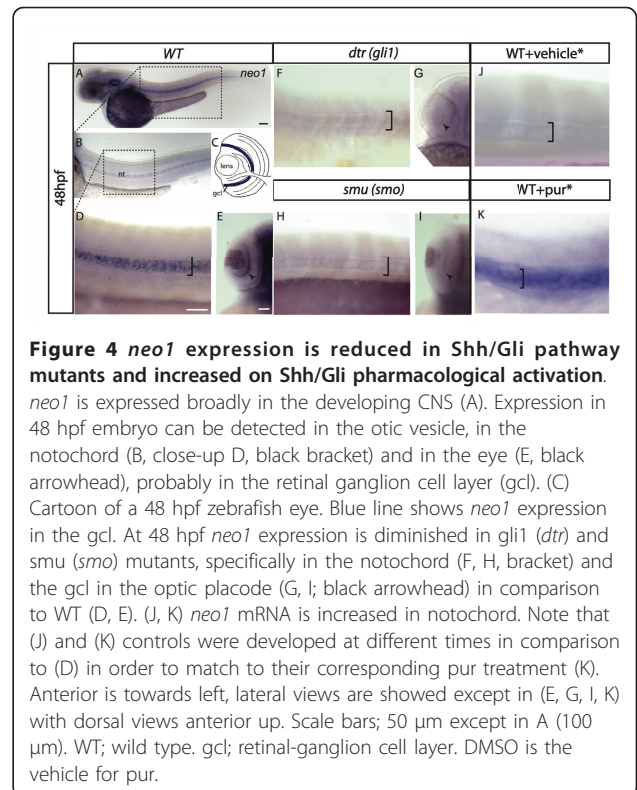 WT
dtr (gli1)
WT+vehicle*
48hpf
A
neo1
F
G
J
B
nt
C
lens
gcl
smu (smo)
WT+pur*
D
E
H
I
K
Figure 4 neo1 expression is reduced in Shh/Gli pathway
mutants and increased on Shh/Gli pharmacological activation.
neo1 is expressed broadly in the developing CNS (A). Expression in
48 hpf embryo can be detected in the otic vesicle, in the
notochord (B, close-up D, black bracket) and in the eye (E, black
arrowhead), probably in the retinal ganglion cell layer (gcl). (C)
Cartoon of a 48 hpf zebrafish eye. Blue line shows neo1 expression
in the gcl. At 48 hpf neo1 expression is diminished in gli1 (dtr) and
smu (smo) mutants, specifically in the notochord (F, H, bracket) and
the gcl in the optic placode (G, I; black arrowhead) in comparison
to WT (D, E). (J, K) neo1 mRNA is increased in notochord. Note that
(J) and (K) controls were developed at different times in comparison
to (D) in order to match to their corresponding pur treatment (K).
Anterior is towards left, lateral views are showed except in (E, G, I, K)
with dorsal views anterior up. Scale bars; 50 μm except in A (100
μm). WT; wild type. gcl; retinal-ganglion cell layer. DMSO is the
vehicle for pur.